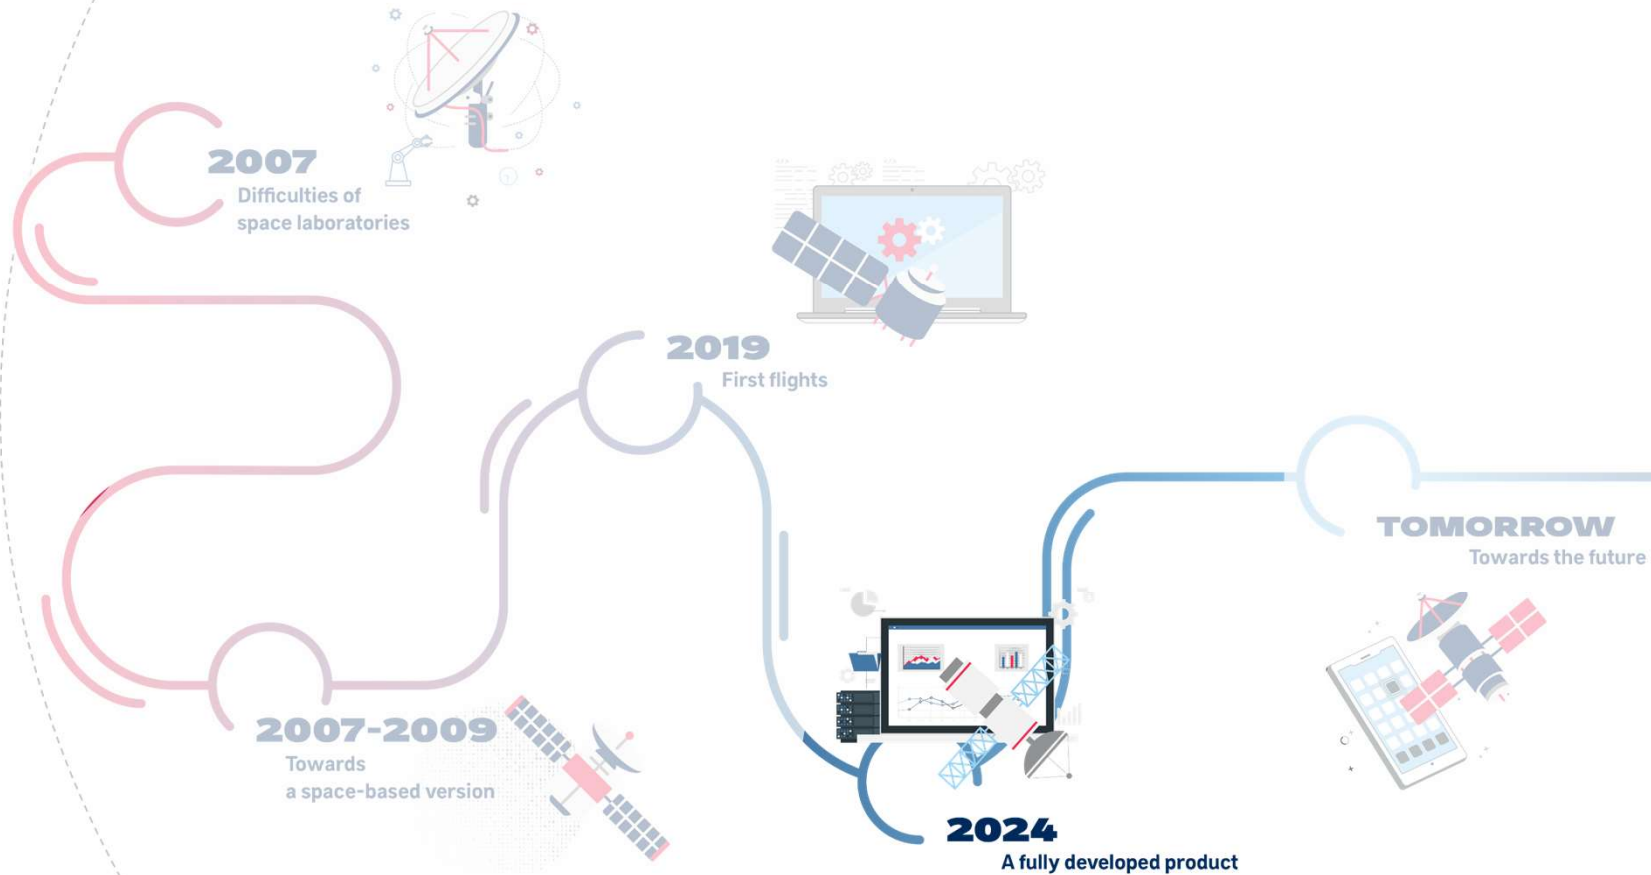 2007
Difficulties of
space laboratories
2007-2009
Towards
a space-based version
2019
First flights
2024
A fully developed product
TOMORROW
Towards the future